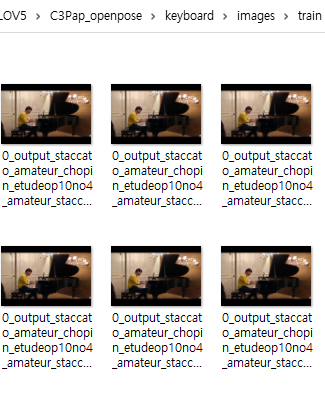 LOV5 > C3Pap_openpose > keyboard > images > train
0_output_staccat
o_amateur_chopi
n_etudeop10no4
_amateur_stacc...
0_output_staccat
o_amateur_chopi
n_etudeop10no4
_amateur_stacc...
0_output_staccat
o_amateur_chopi
n_etudeop10no4
_amateur_stacc...
0_output_staccat
o_amateur_chopi
n_etudeop10no4
_amateur_stacc...
0_output_staccat
o_amateur_chopi
n_etudeop10no4
_amateur_stacc...
0_output_staccat
o_amateur_chopi
n_etudeop10no4
_amateur_stacc...